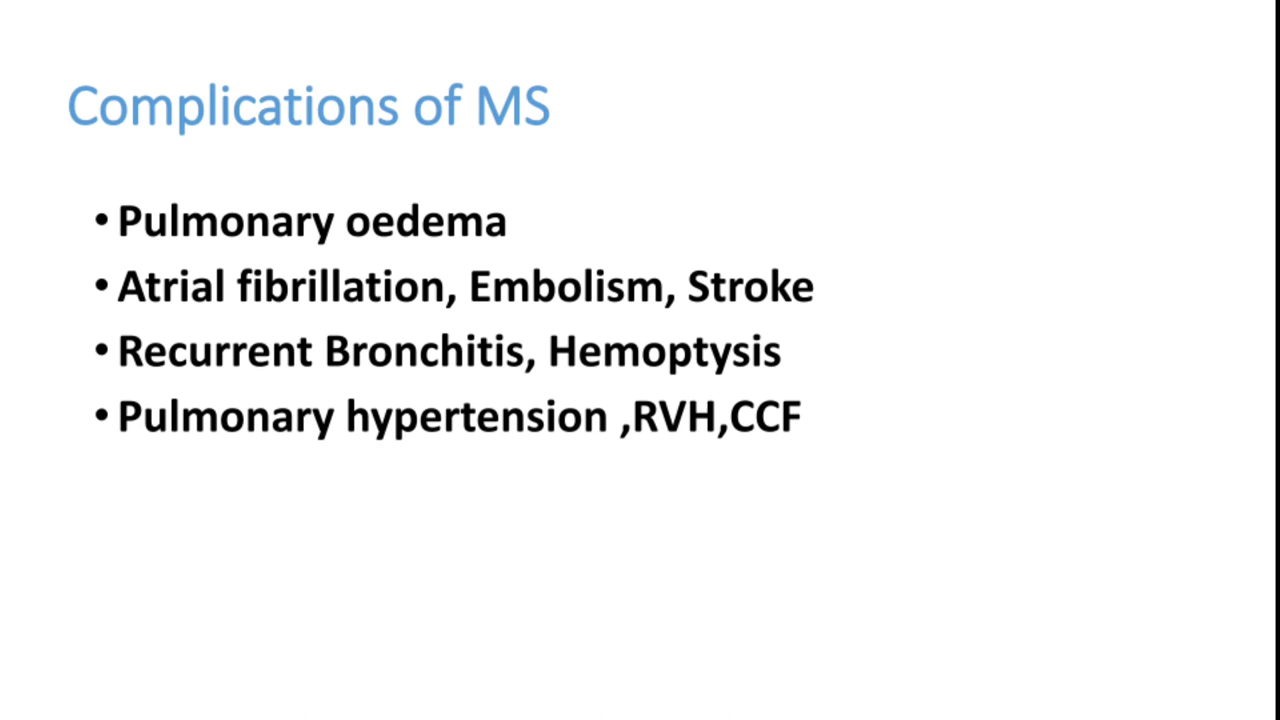 Complications of MS
• Pulmonary oedema
• Atrial fibrillation, Embolism, Stroke
• Recurrent Bronchitis, Hemoptysis
• Pulmonary hypertension ,RVH,CCF